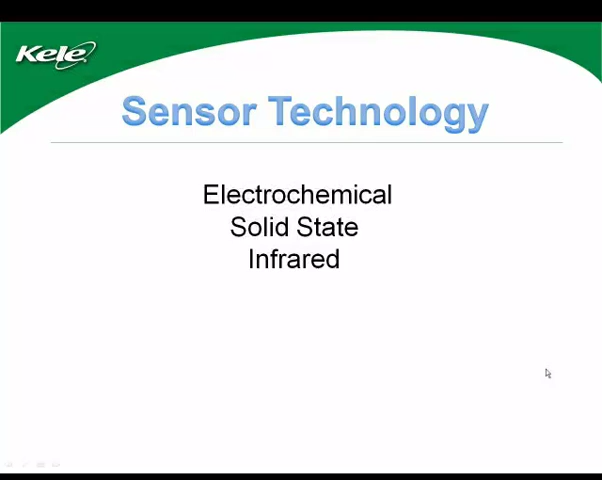 Kele
Sensor Technology
Electrochemical
Solid State
Infrared